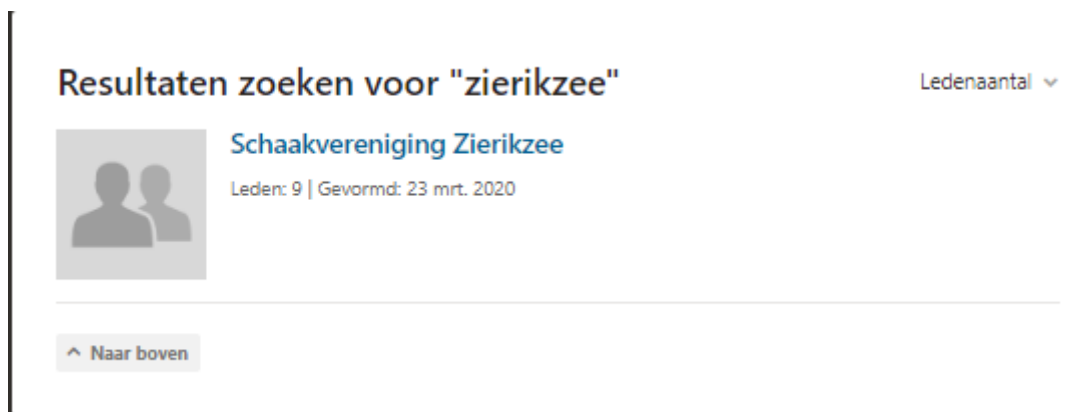 Resultaten zoeken voor "zierikzee"
Ledenaantal
Schaakvereniging Zierikzee
Leden: 9 | Gevormd: 23 mrt. 2020
Naar boven